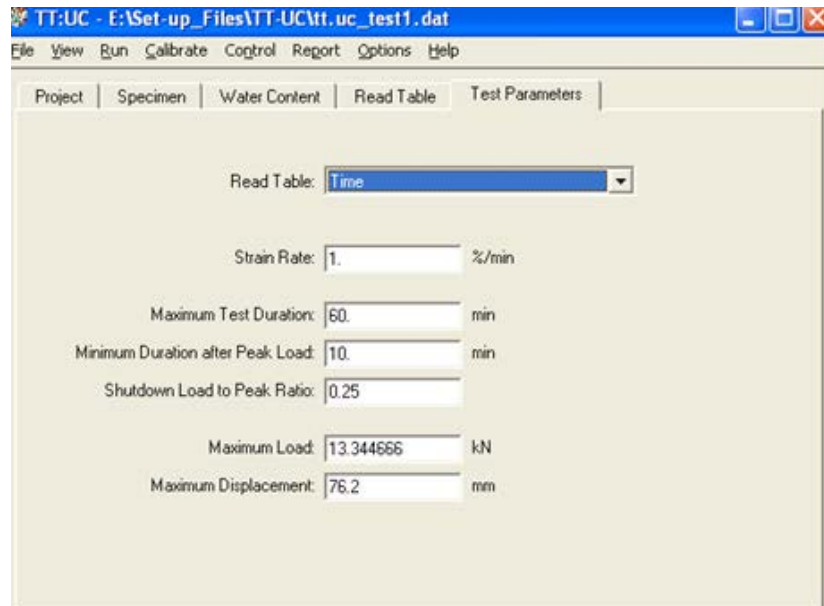 TT:UC - E:\Set-up_Files\TT-UC\tt.uc_test1.dat
File View Run Calibrate Control Report Options Help
Project Specimen Water Content Read Table Test Parameters
Read Table: Time
Strain Rate: 1. %/min
Maximum Test Duration: 60. min
Minimum Duration after Peak Load: 10. min
Shutdown Load to Peak Ratio: 0.25
Maximum Load: 13.344666 kN
Maximum Displacement: 76.2 mm